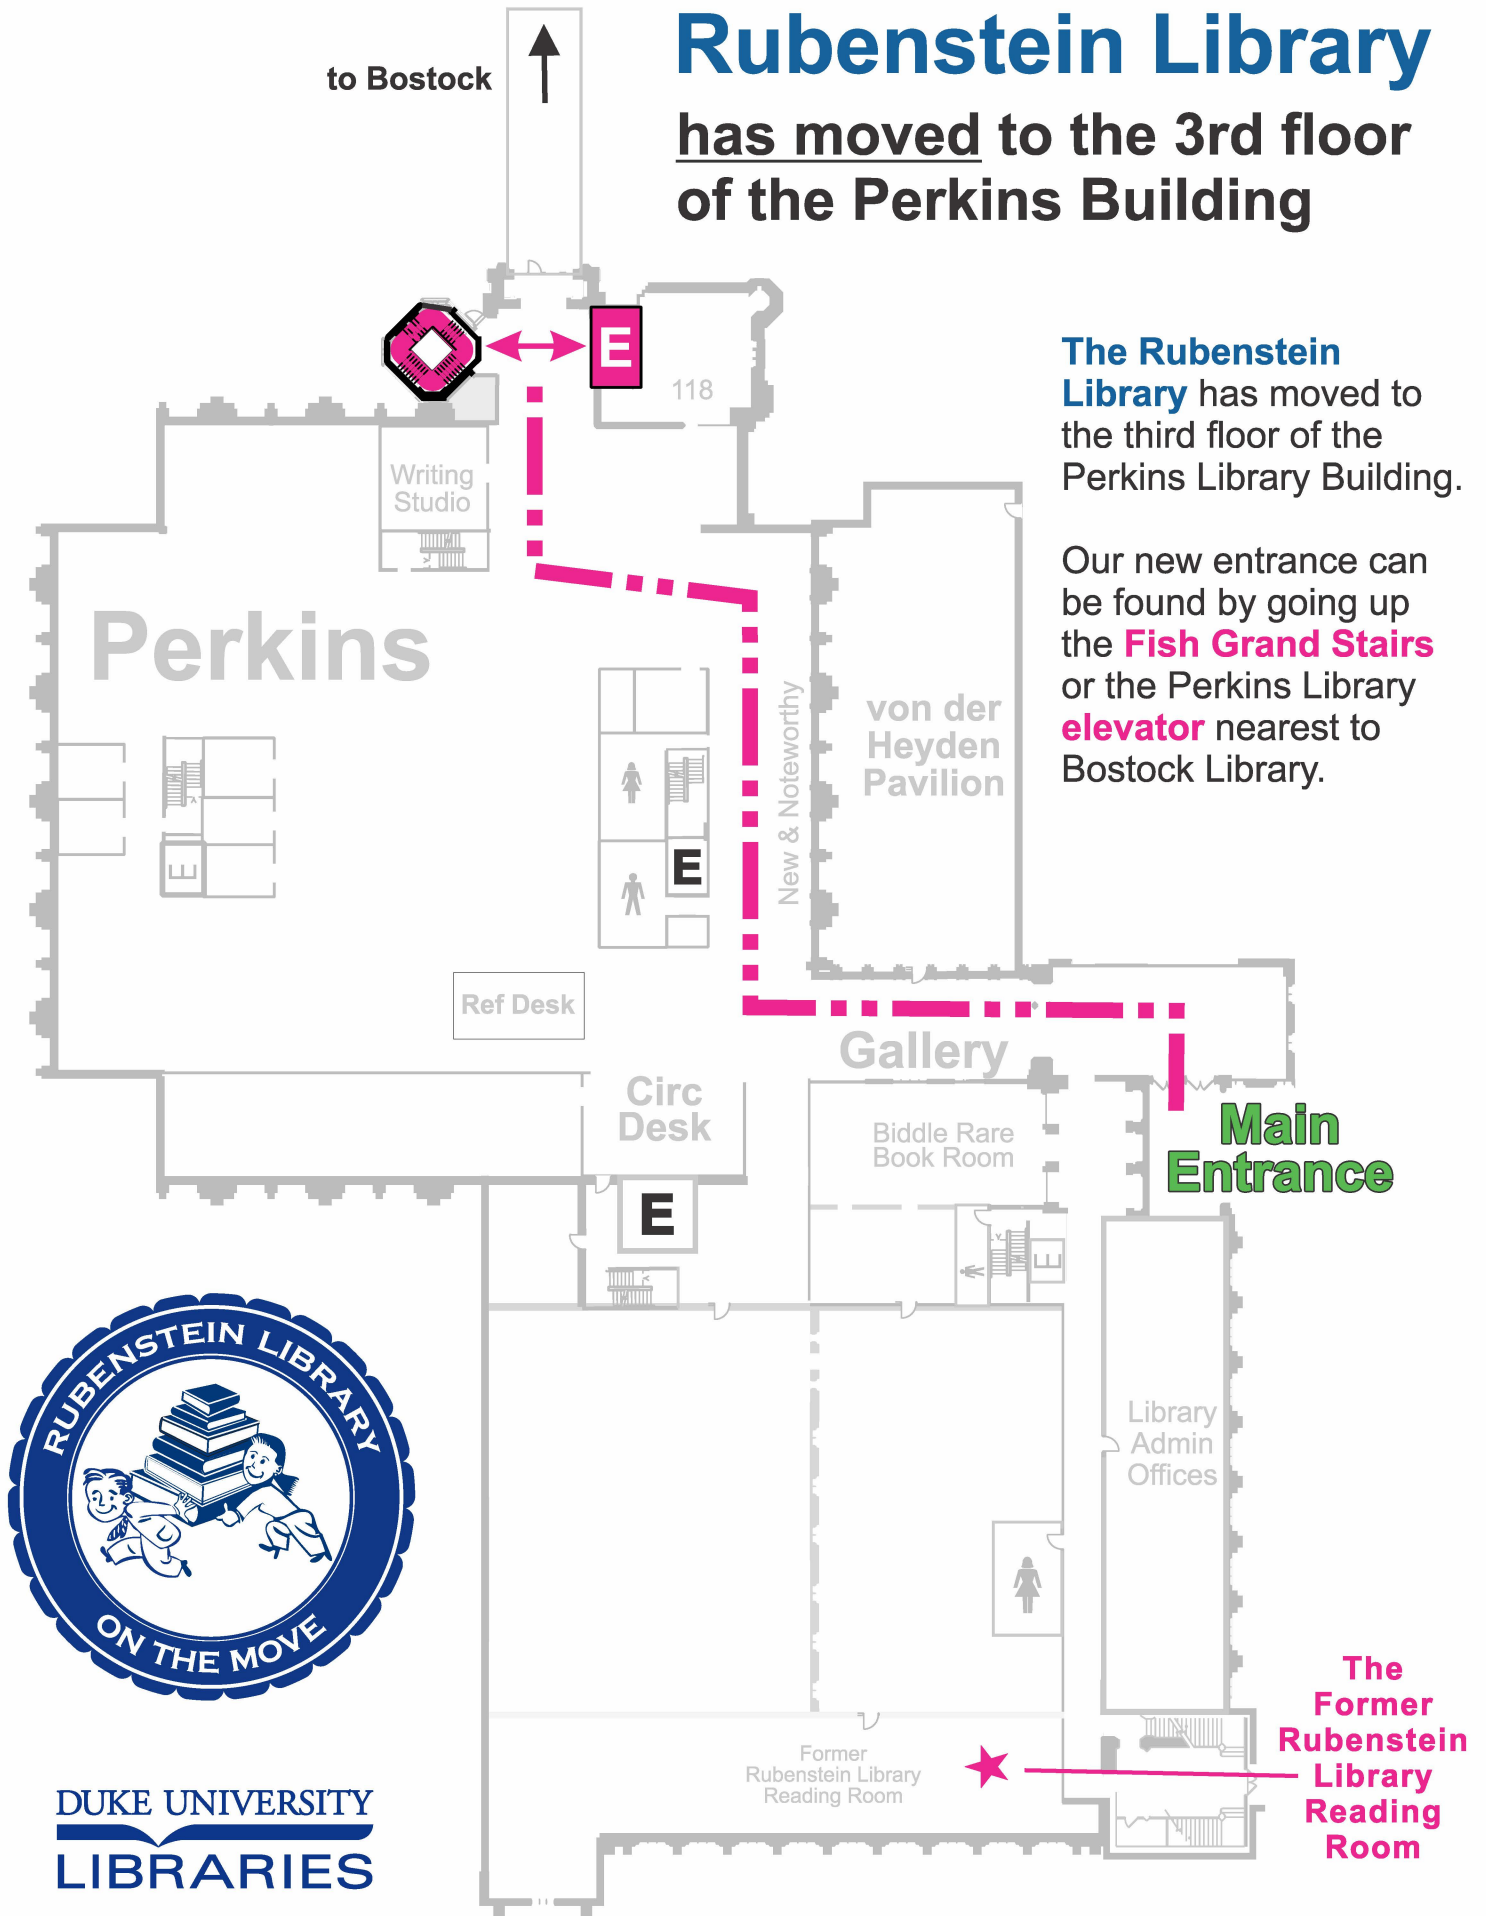 Rubenstein Library
has moved to the 3rd floor
of the Perkins Building
to Bostock
The Rubenstein
Library has moved to
the third floor of the
Perkins Library Building.
Our new entrance can
be found by going up
the Fish Grand Stairs
or the Perkins Library
elevator nearest to
Bostock Library.
E
118
Writing
Studio
Perkins
New & Noteworthy
von der
Heyden
Pavilion
E
E
Ref Desk
Gallery
Circ
Desk
Biddle Rare
Book Room
Main
Entrance
E
E
Library
Admin
Offices
RUBENSTEIN LIBRARY
ON THE MOVE
Former
Rubenstein Library
Reading Room
The
Former
Rubenstein
Library
Reading
Room
DUKE UNIVERSITY
LIBRARIES